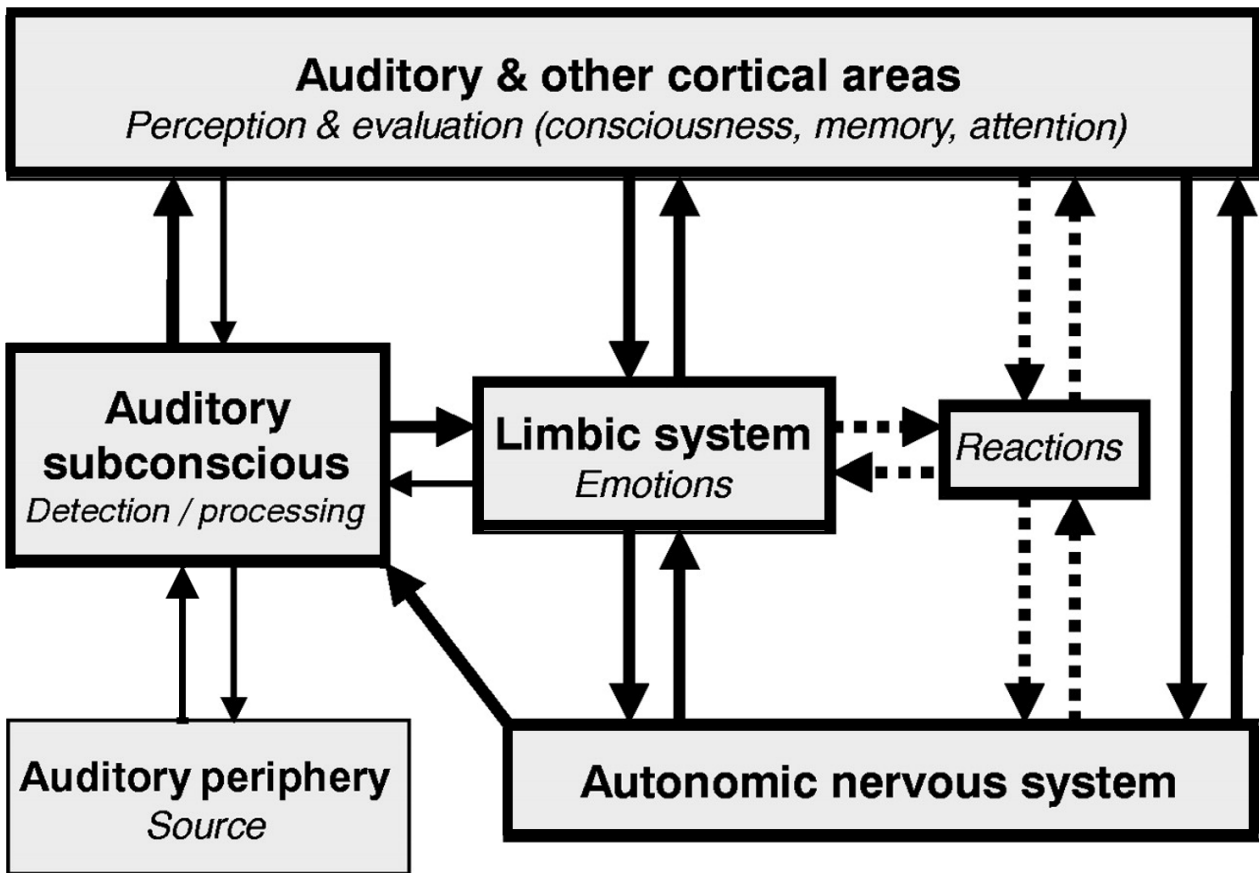 Auditory & other cortical areas
Perception & evaluation (consciousness, memory, attention)
Auditory
subconscious
Detection / processing
Limbic system
Emotions
Reactions
Auditory periphery
Source
Autonomic nervous system